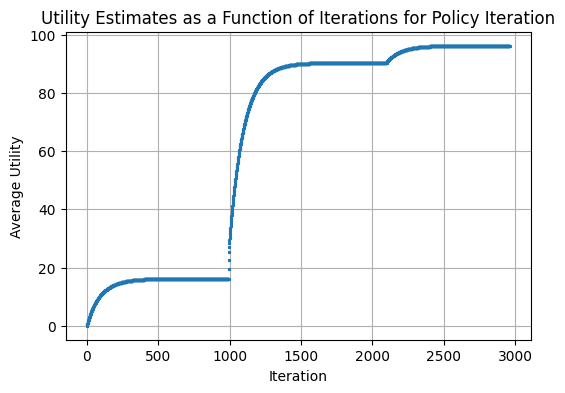 Utility Estimates as a Function of Iterations for Policy Iteration
100
80
60
40
20
0
Average Utility
0 500 1000 1500 2000 2500 3000
Iteration